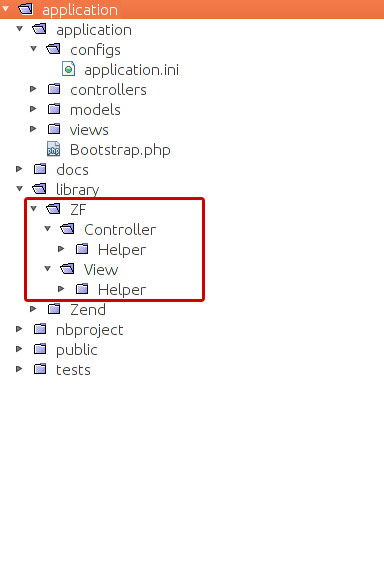 application
application
configs
application.ini
controllers
models
views
Bootstrap.php
docs
library
ZF
Controller
Helper
View
Helper
Zend
nbproject
public
tests